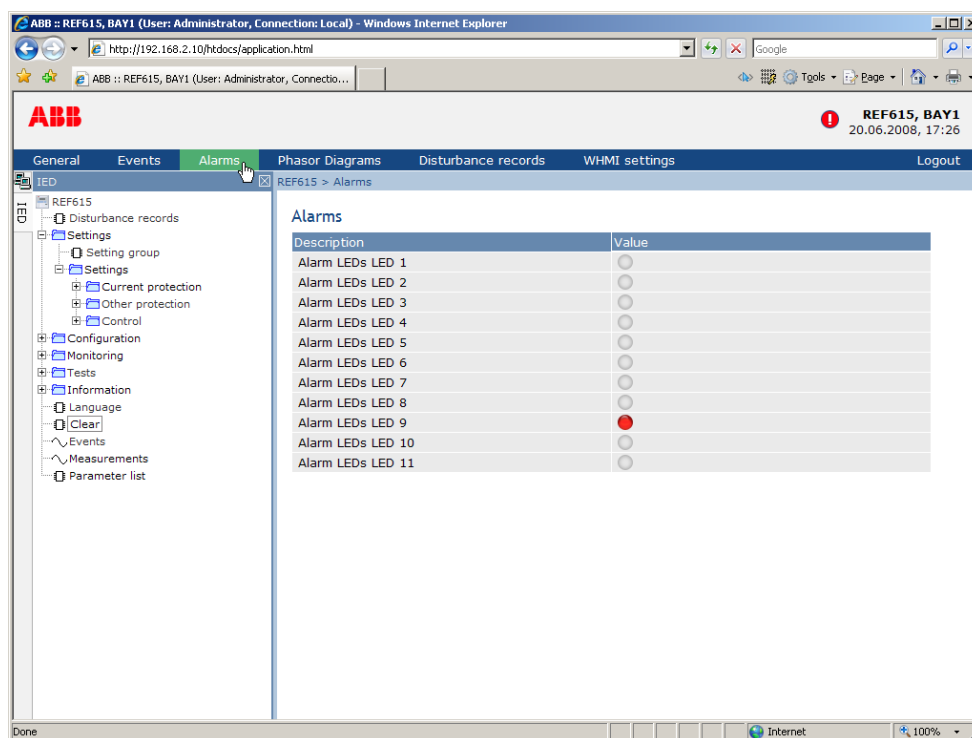 ABB :: REF615, BAY1 (User: Administrator, Connection: Local) - Windows Internet Explorer
http://192.168.2.10/htdocs/application.html
Google
ABB :: REF615, BAY1 (User: Administrator, Connectio...
Tools
Page
ABB
REF615, BAY1
20.06.2008, 17:26
General Events Alarms Phasor Diagrams Disturbance records WHMI settings Logout
IED
REF615 > Alarms
IED
REF615
Disturbance records
Settings
Setting group
Settings
Current protection
Other protection
Control
Configuration
Monitoring
Tests
Information
Language
Clear
Events
Measurements
Parameter list
Alarms
Description Value
Alarm LEDs LED 1
Alarm LEDs LED 2
Alarm LEDs LED 3
Alarm LEDs LED 4
Alarm LEDs LED 5
Alarm LEDs LED 6
Alarm LEDs LED 7
Alarm LEDs LED 8
Alarm LEDs LED 9
Alarm LEDs LED 10
Alarm LEDs LED 11
Done
Internet
100%